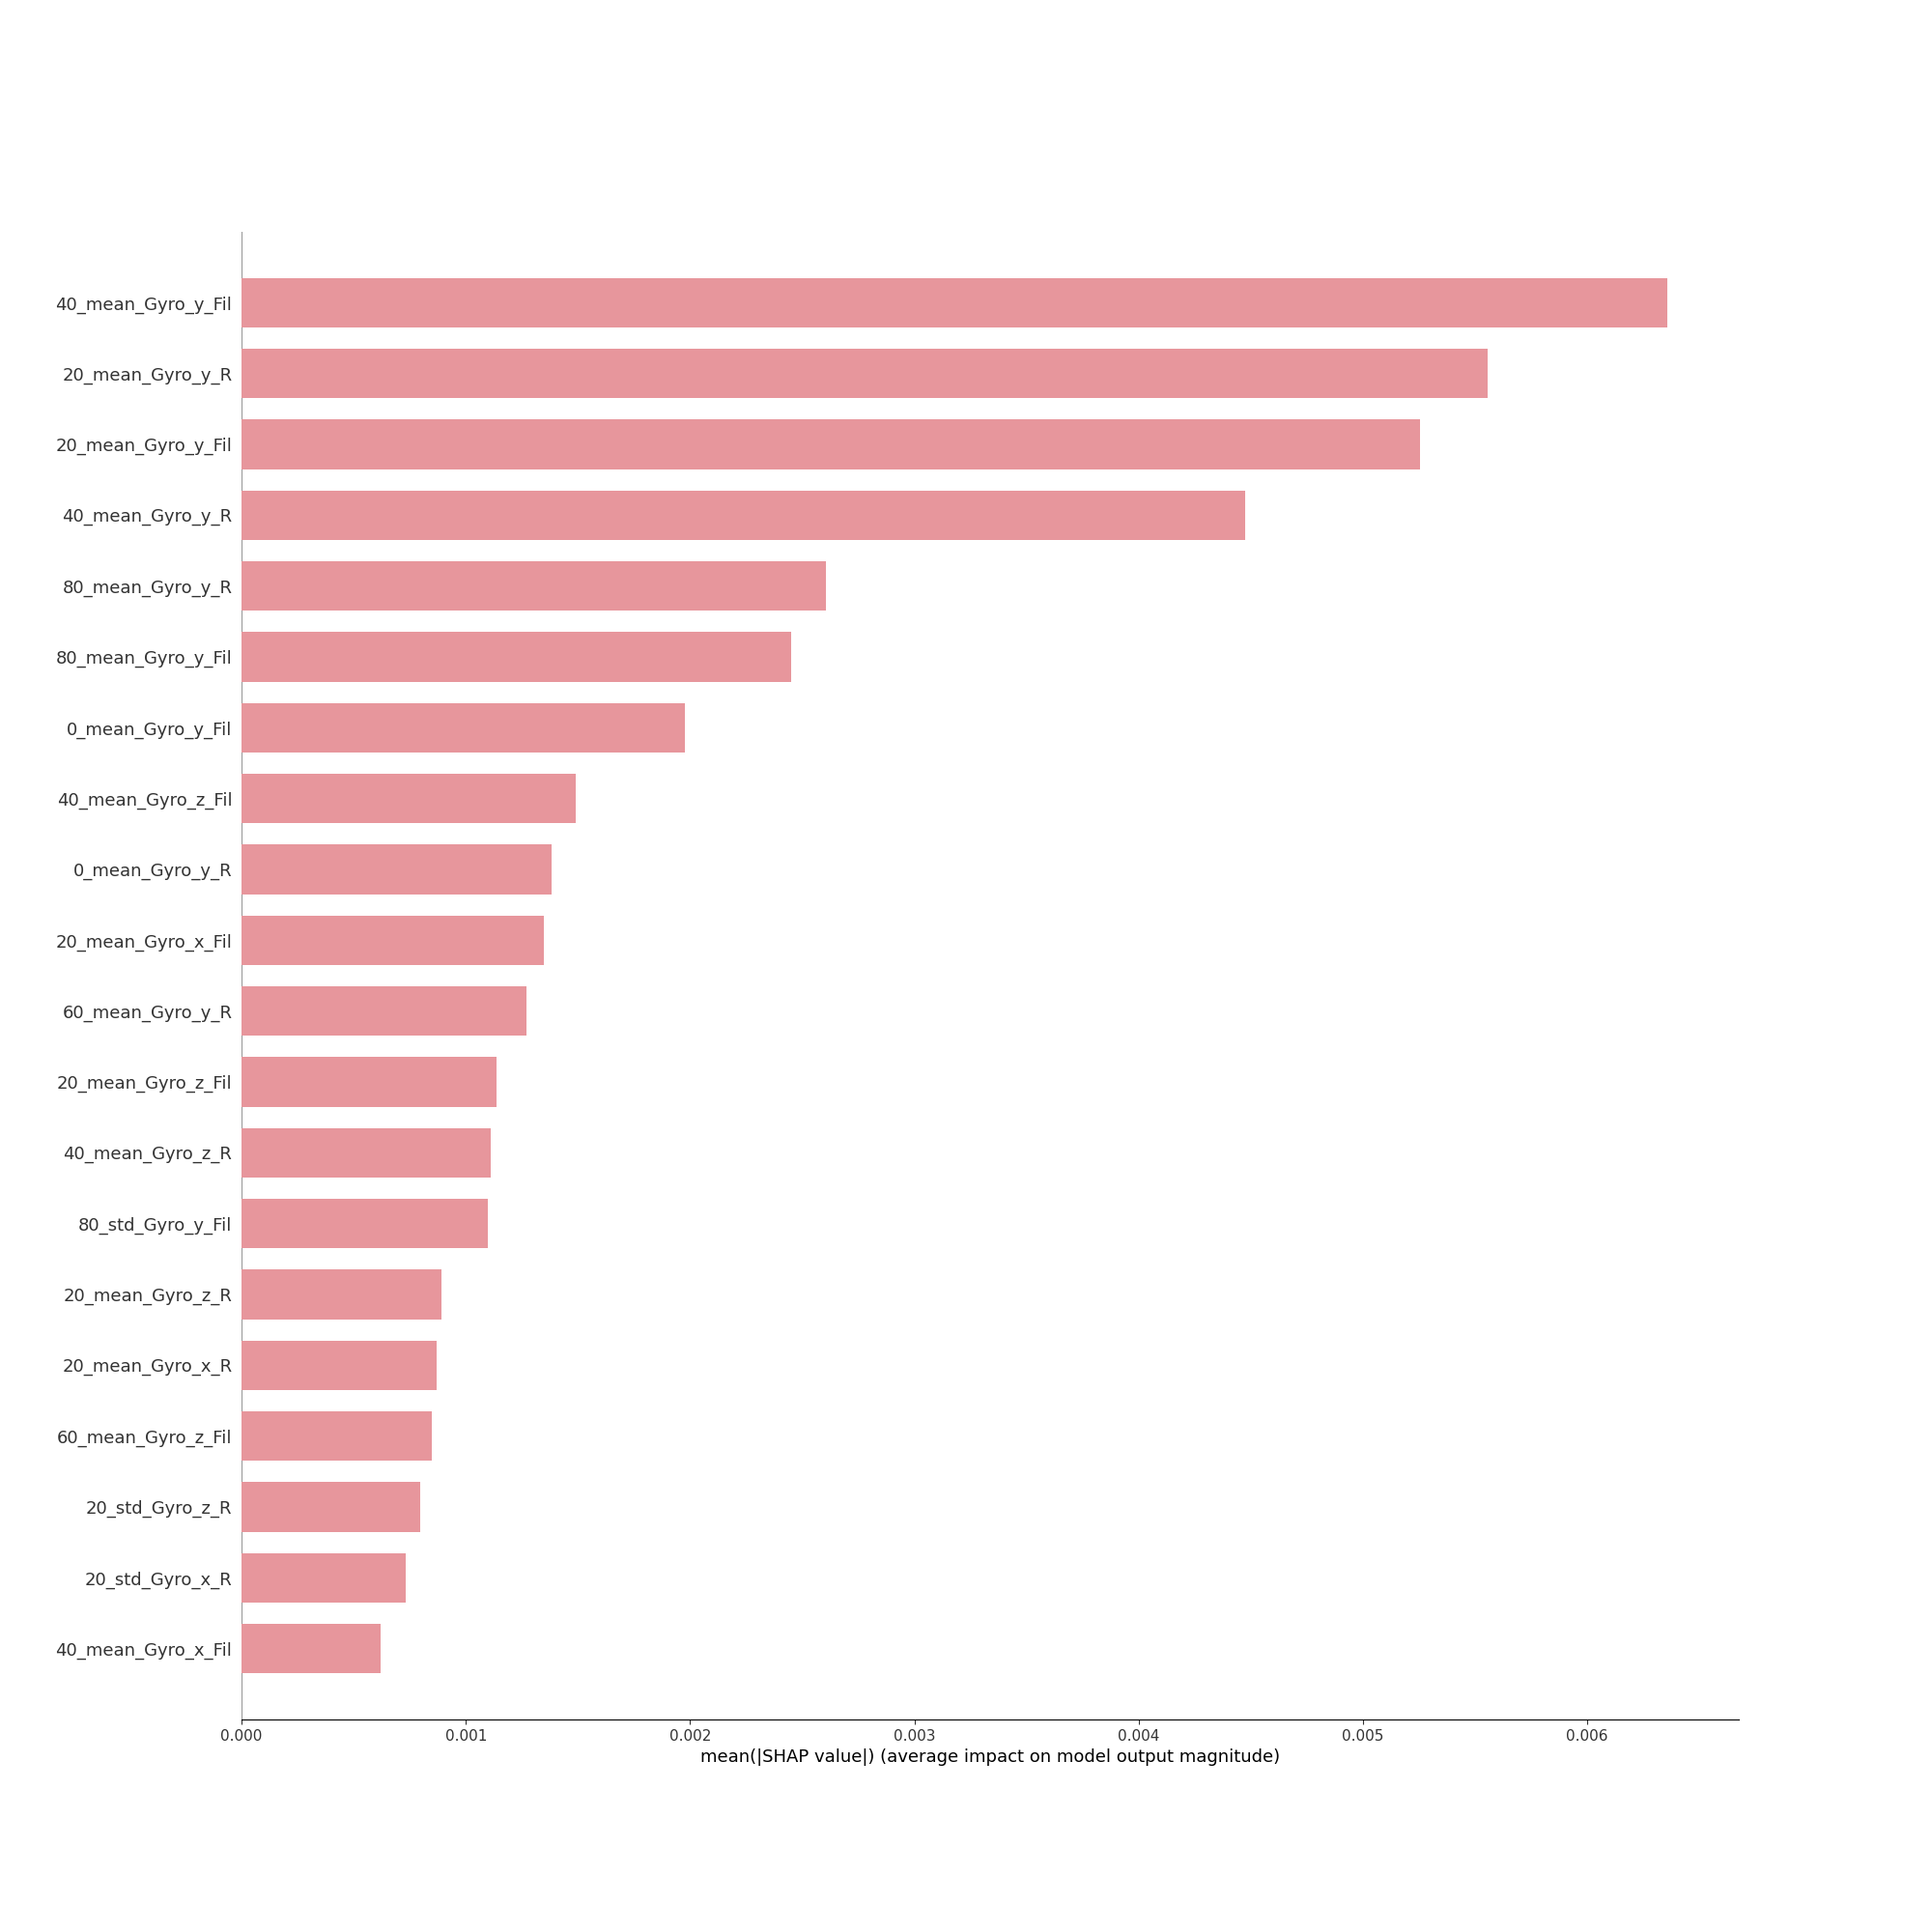 40_mean_Gyro_y_Fil
20_mean_Gyro_y_R
20_mean_Gyro_y_Fil
40_mean_Gyro_y_R
80_mean_Gyro_y_R
80_mean_Gyro_y_Fil
0_mean_Gyro_y_Fil
40_mean_Gyro_z_Fil
0_mean_Gyro_y_R
20_mean_Gyro_x_Fil
60_mean_Gyro_y_R
20_mean_Gyro_z_Fil
40_mean_Gyro_z_R
80_std_Gyro_y_Fil
20_mean_Gyro_z_R
20_mean_Gyro_x_R
60_mean_Gyro_z_Fil
20_std_Gyro_z_R
20_std_Gyro_x_R
40_mean_Gyro_x_Fil
0.000 0.001 0.002 0.003 0.004 0.005 0.006
mean(|SHAP value|) (average impact on model output magnitude)